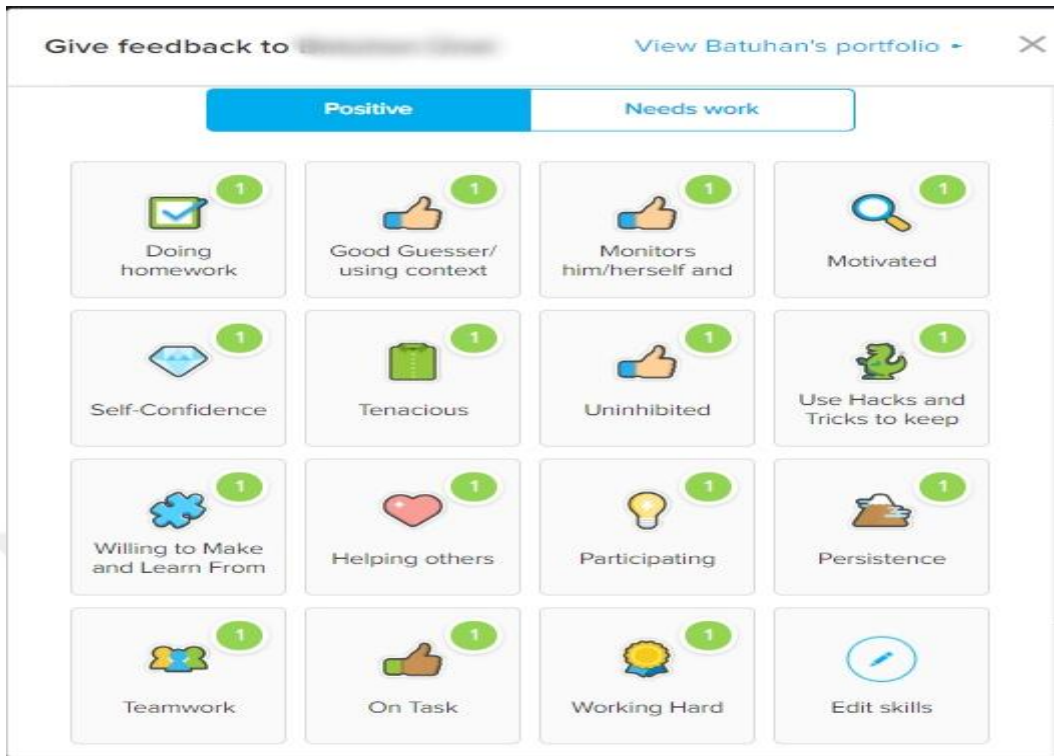 Give feedback to
View Batuhan's portfolio
Positive
Needs work
1
1
1
1
Doing
homework
Good Guesser/
using context
Monitors
him/herself and
Motivated
1
1
1
1
Self-Confidence
Tenacious
Uninhibited
Use Hacks and
Tricks to keep
1
1
1
1
Willing to Make
and Learn From
Helping others
Participating
Persistence
1
1
1
Teamwork
On Task
Working Hard
Edit skills